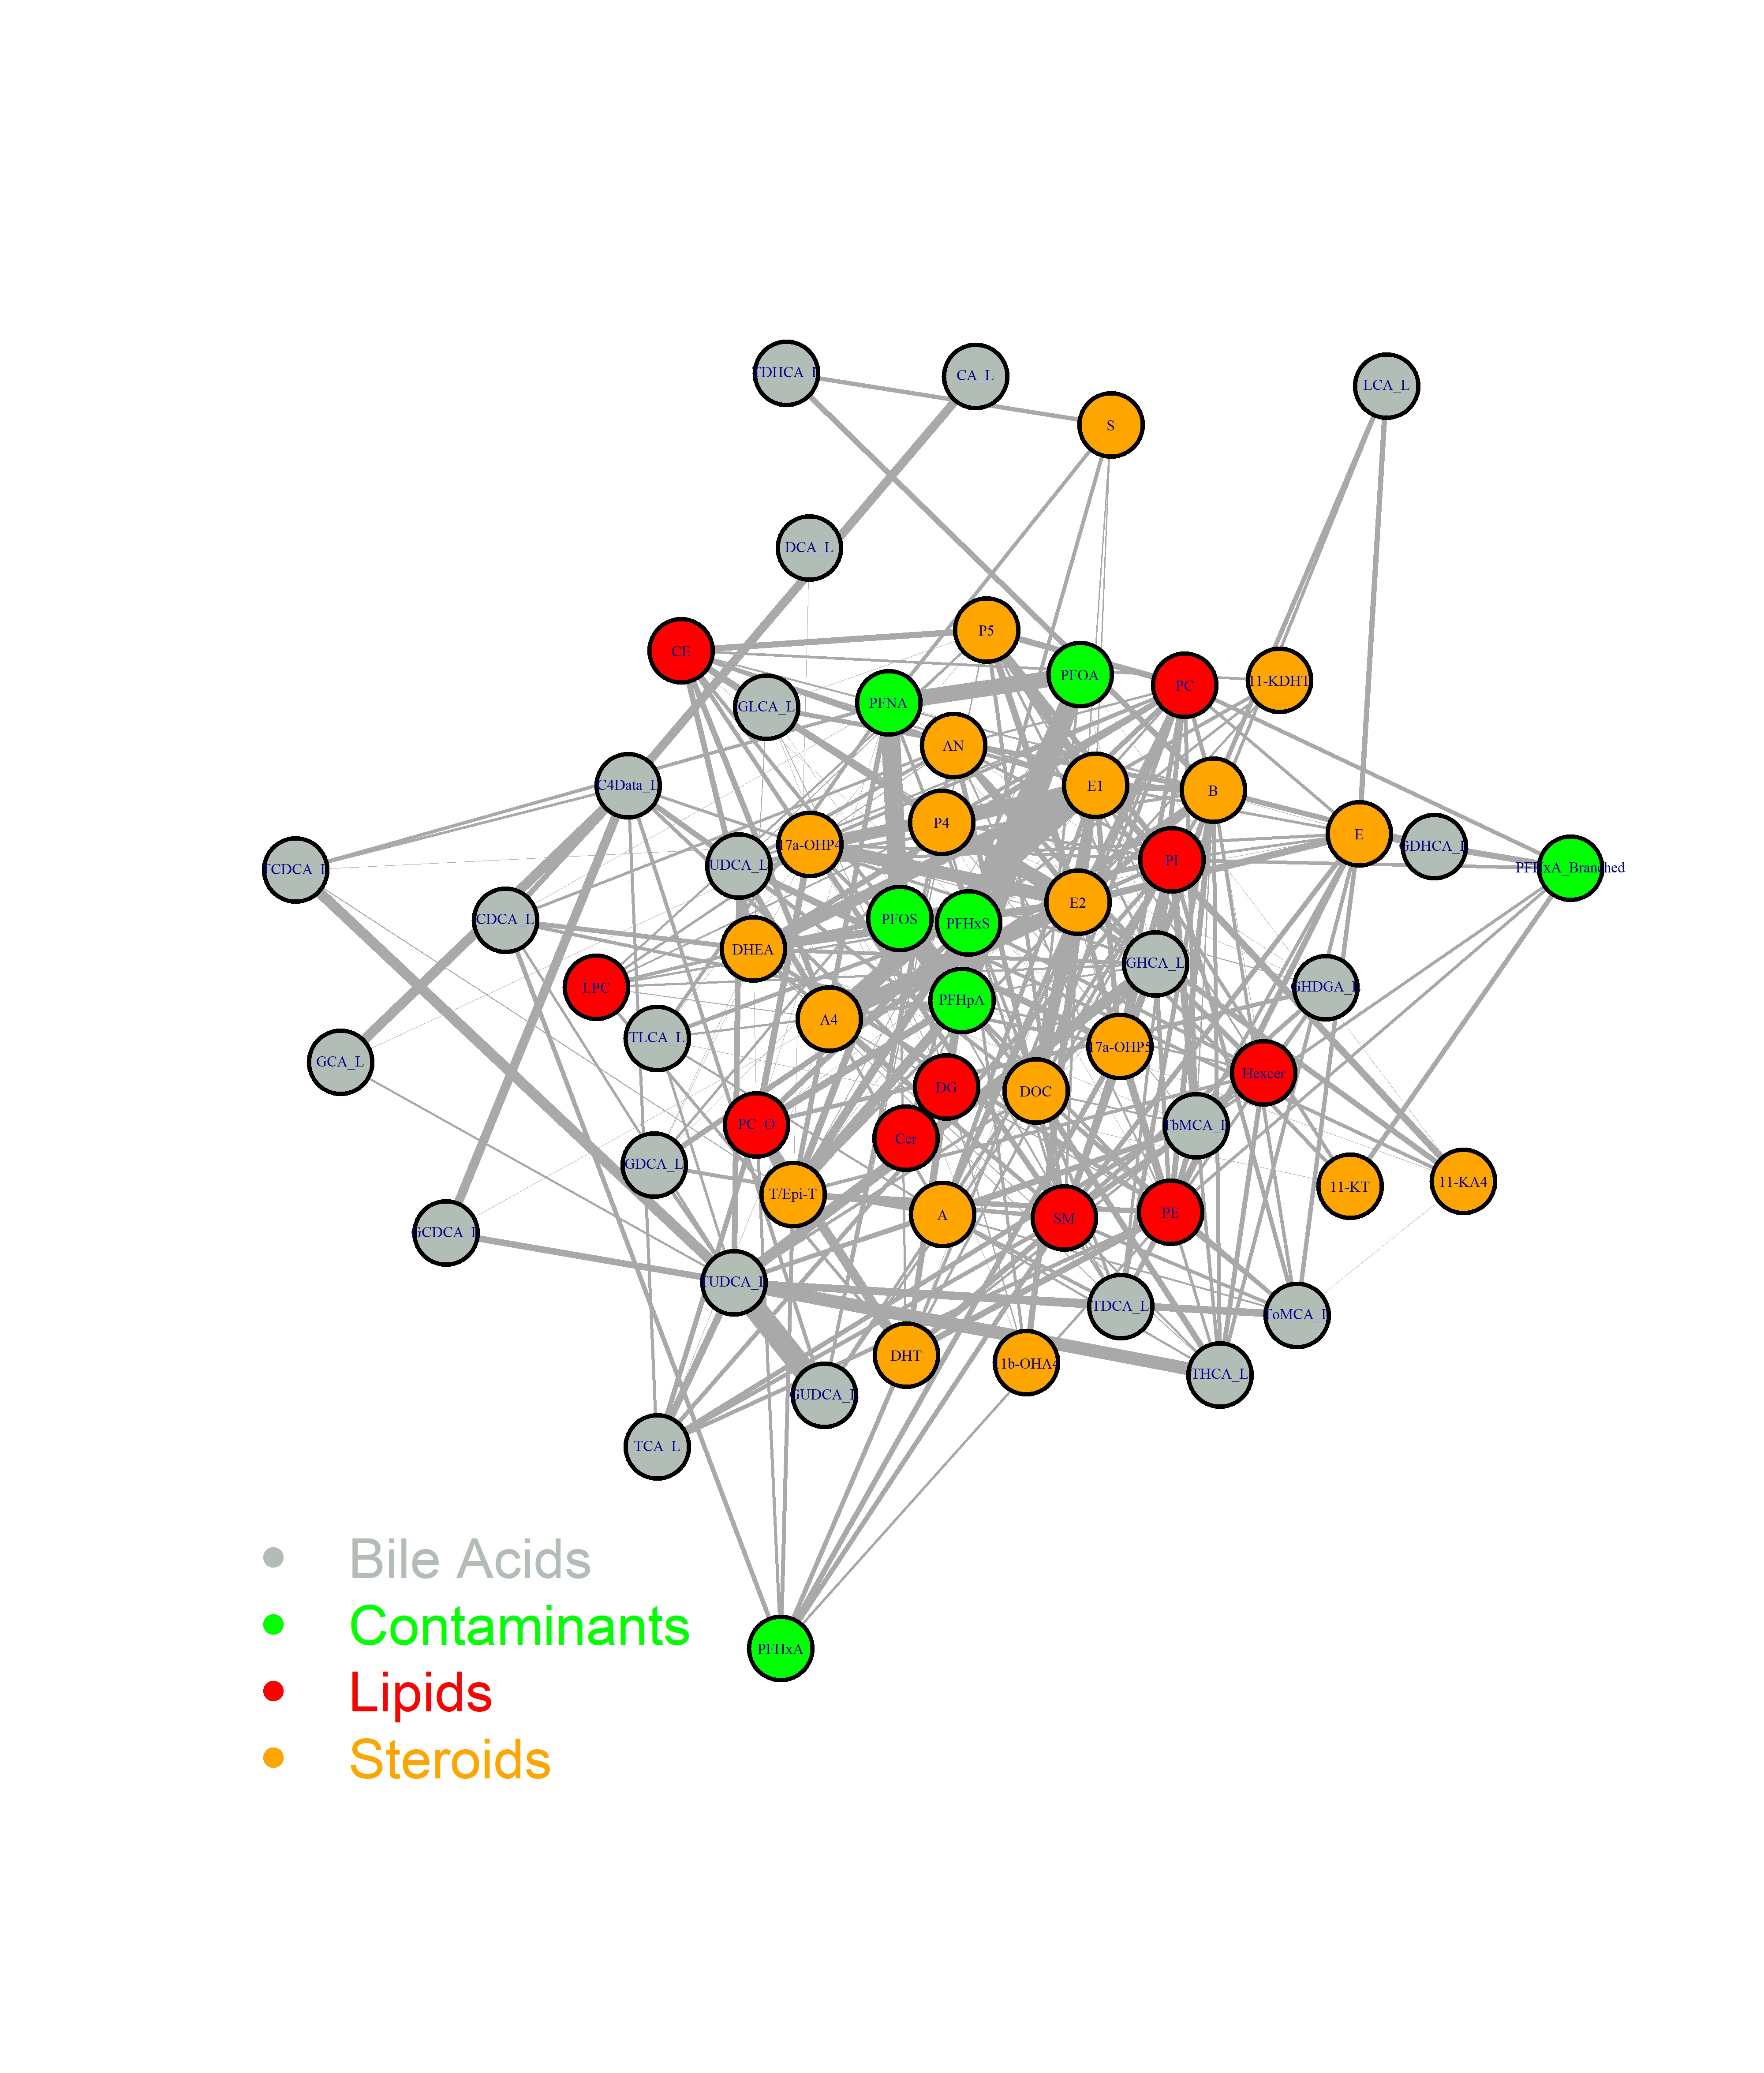 TDHCA_L
CA_L
LCA_L
S
DCA_L
P5
CE
PFOA
11-KDHT
PC
PFNA
GLCA_L
AN
C4Data_L
E1
B
P4
E
17a-OHP4
GDHCA_L
PI
UDCA_L
TCDCA_L
PFHxA_Branched
E2
CDCA_L
PFOS
PFHxS
DHEA
GHCA_L
LPC
GHDGA_L
PFHpA
A4
TLCA_L
17a-OHP5
GCA_L
Hexcer
DG
DOC
PC_O
TbMCA_L
Cer
GDCA_L
11-KA4
11-KT
T/Epi-T
PE
A
SM
GCDCA_L
TUDCA_L
TDCA_L
ToMCA_L
DHT
1b-OHA4
THCA_L
GUDCA_L
TCA_L
Bile Acids
Contaminants
PFHxA
Lipids
Steroids